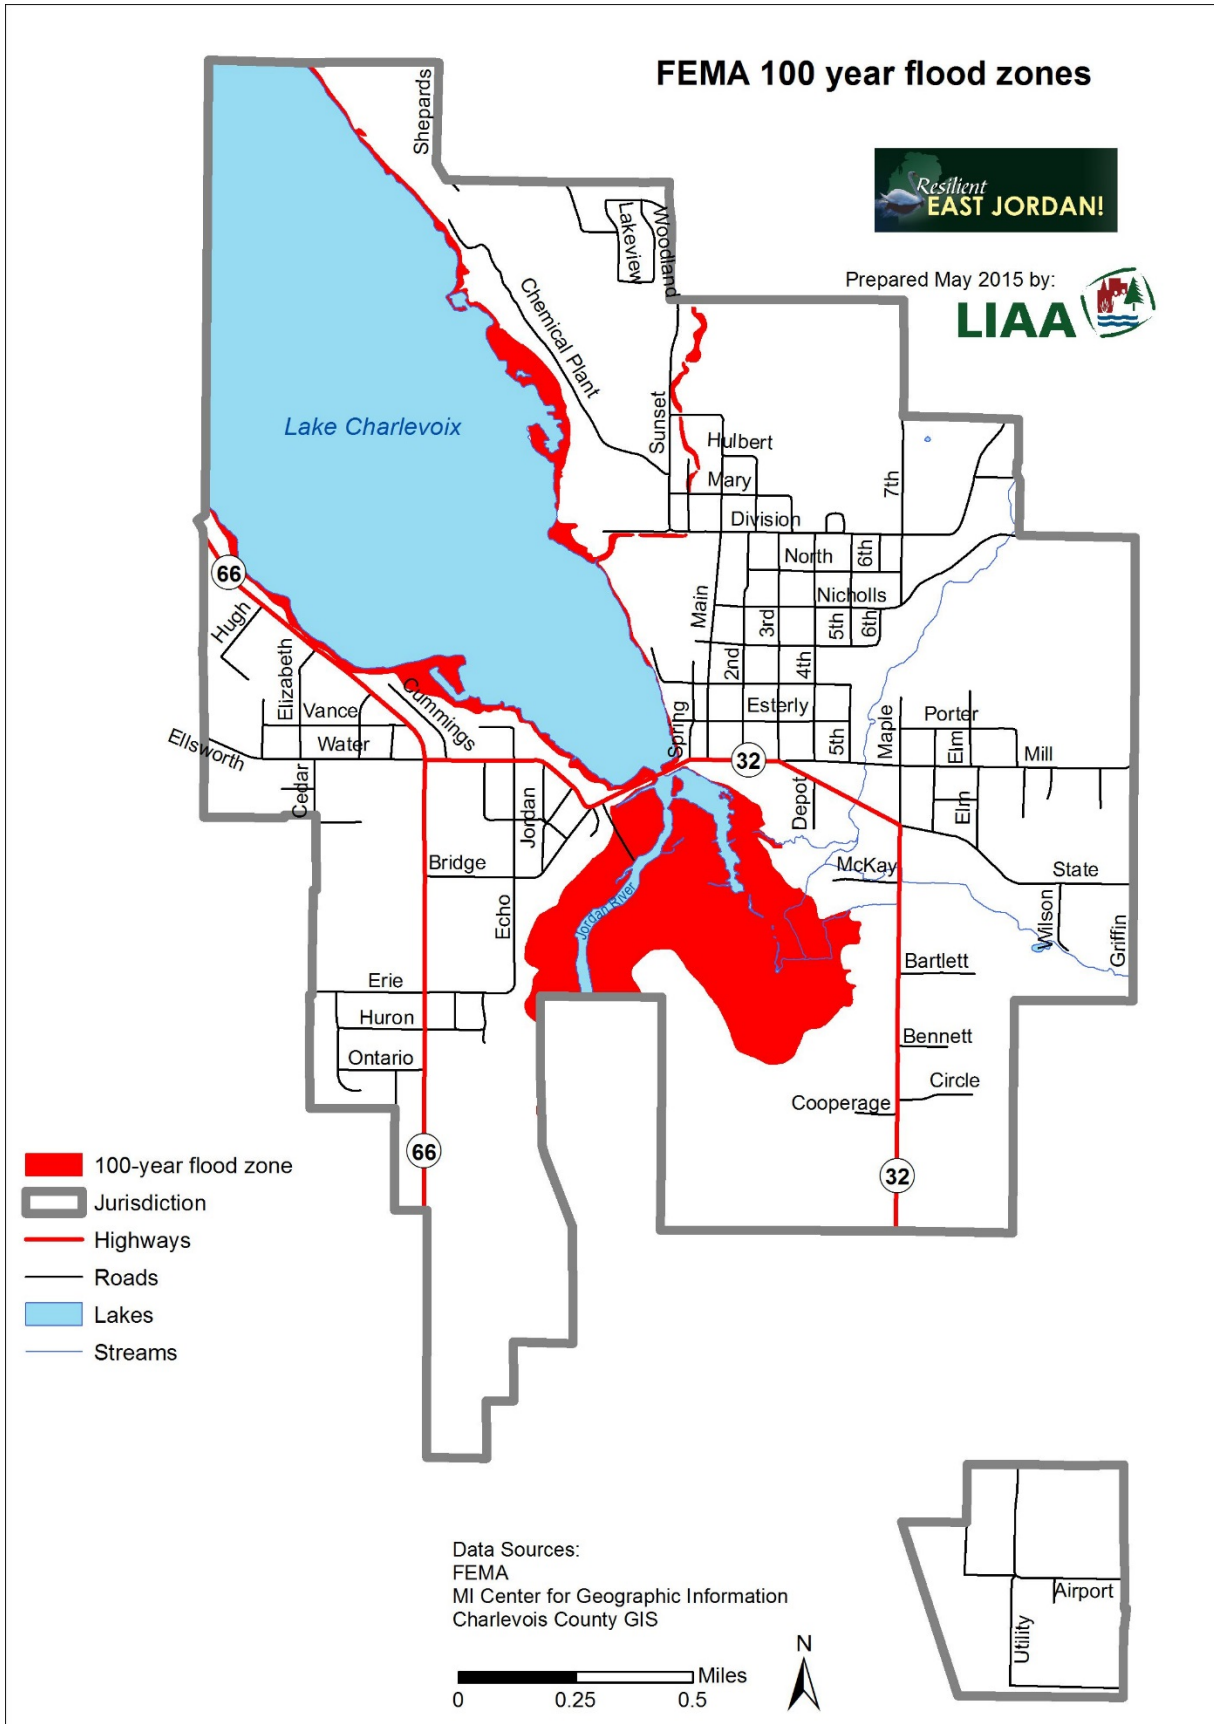 FEMA 100 year flood zones
Resilient
EAST JORDAN!
Prepared May 2015 by:
LIAA
Shepards
Lakeview
Woodland
Chemical Plant
Lake Charlevoix
Sunset
Hulbert
Mary
7th
Division
North
6th
66
Nicholls
Hugh
Main
3rd
5th
6th
Elizabeth
2nd
4th
Cummings
Vance
Spring
Esterly
Maple
Porter
Ellsworth
Water
5th
Elm
Mill
32
Cedar
Jordan
Depot
Elm
Bridge
McKay
State
Jordan River
Echo
Wilson
Griffin
Erie
Bartlett
Huron
Bennett
Ontario
Circle
Cooperage
66
32
100-year flood zone
Jurisdiction
Highways
Roads
Lakes
Streams
Data Sources:
FEMA
MI Center for Geographic Information
Charlevois County GIS
Airport
Utility
N
Miles
0 0.25 0.5